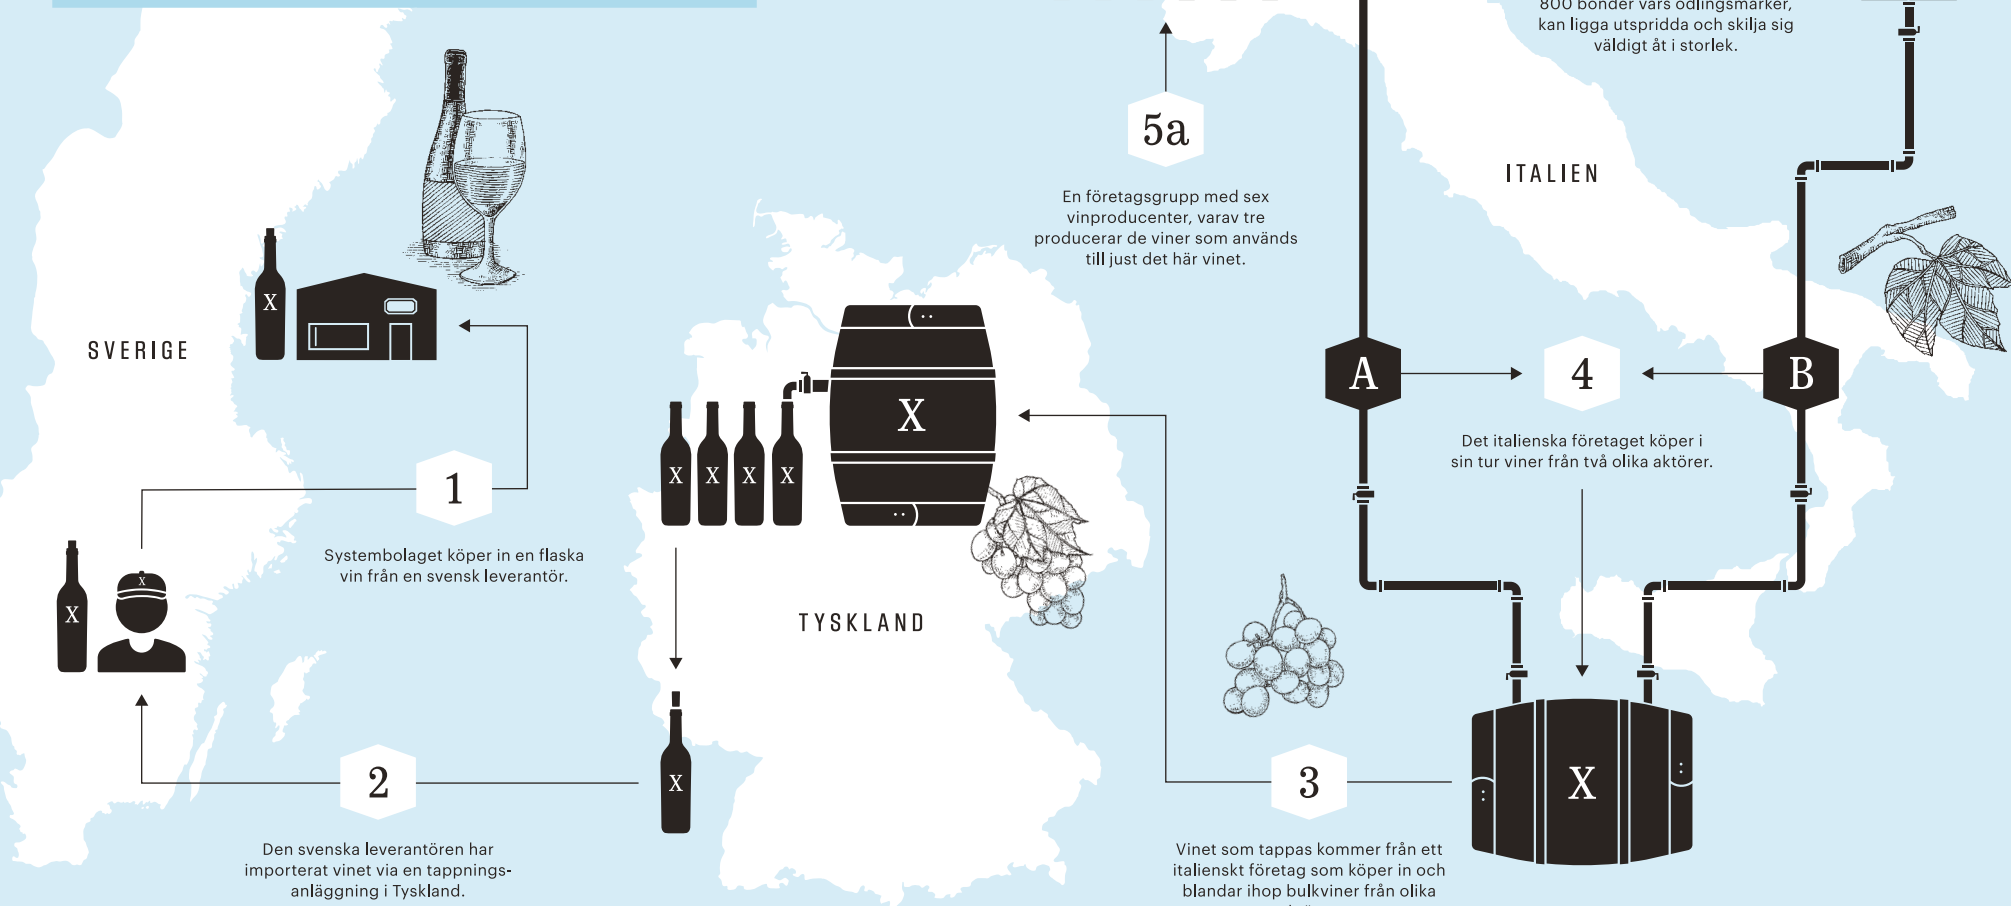 800 bönder vars odlingsmarker,
kan ligga utspridda och skilja sig
väldigt åt i storlek.
5a
En företagsgrupp med sex
vinproducenter, varav tre
producerar de viner som används
till just det här vinet.
ITALIEN
SVERIGE
X
X
X
X
X
X
A
4
B
Det italienska företaget köper i
sin tur viner från två olika aktörer.
1
Systembolaget köper in en flaska
vin från en svensk leverantör.
X
X
TYSKLAND
2
Den svenska leverantören har
importerat vinet via en tappnings-
anläggning i Tyskland.
X
3
Vinet som tappas kommer från ett
italienskt företag som köper in och
blandar ihop bulkviner från olika
X